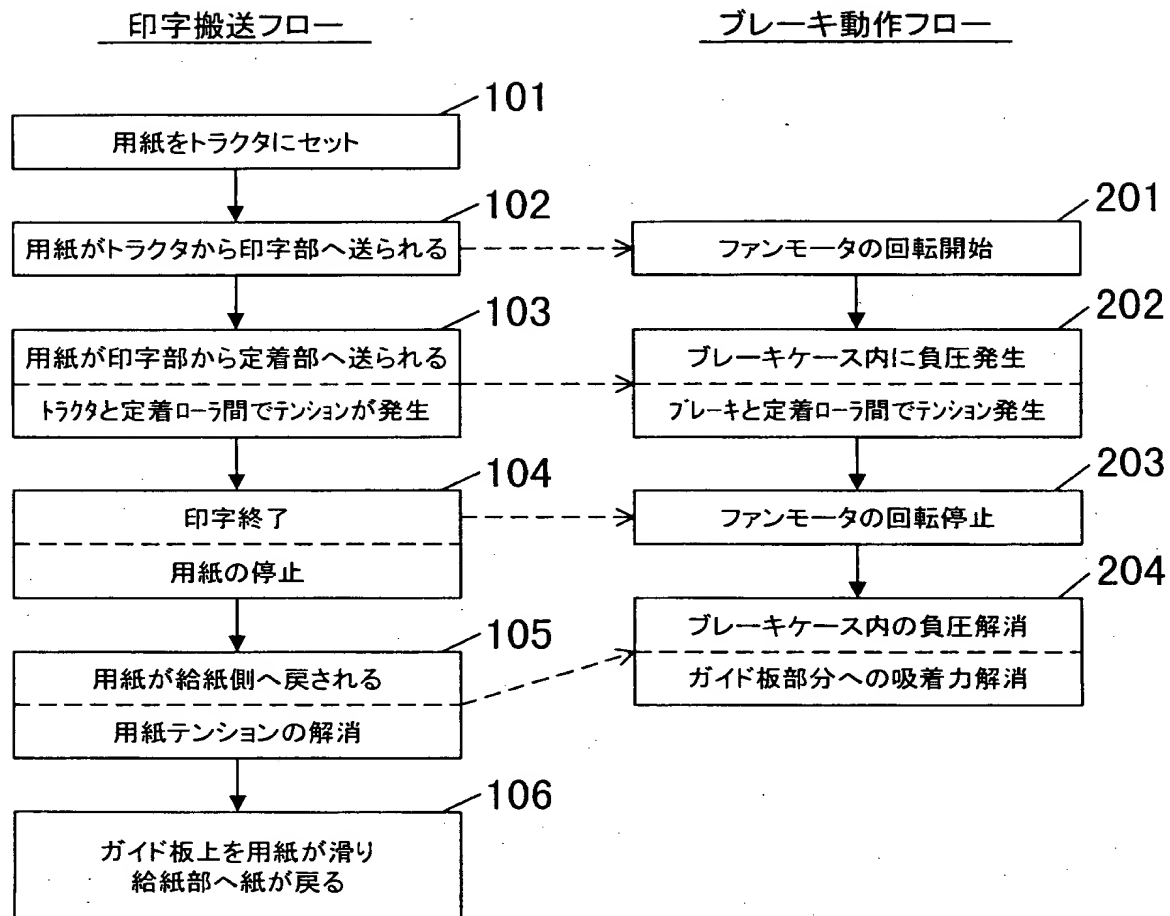 印字搬送フロー
101
用紙をトラクタにセット
102
用紙がトラクタから印字部へ送られる
103
用紙が印字部から定着部へ送られる
トラクタと定着ローラ間でテンションが発生
104
印字終了
用紙の停止
105
用紙が給紙側へ戻される
用紙テンションの解消
106
ガイド板上を用紙が滑り
給紙部へ紙が戻る
ブレーキ動作フロー
201
ファンモータの回転開始
202
ブレーキケース内に負圧発生
ブレーキと定着ローラ間でテンション発生
203
ファンモータの回転停止
204
ブレーキケース内の負圧解消
ガイド板部分への吸着力解消